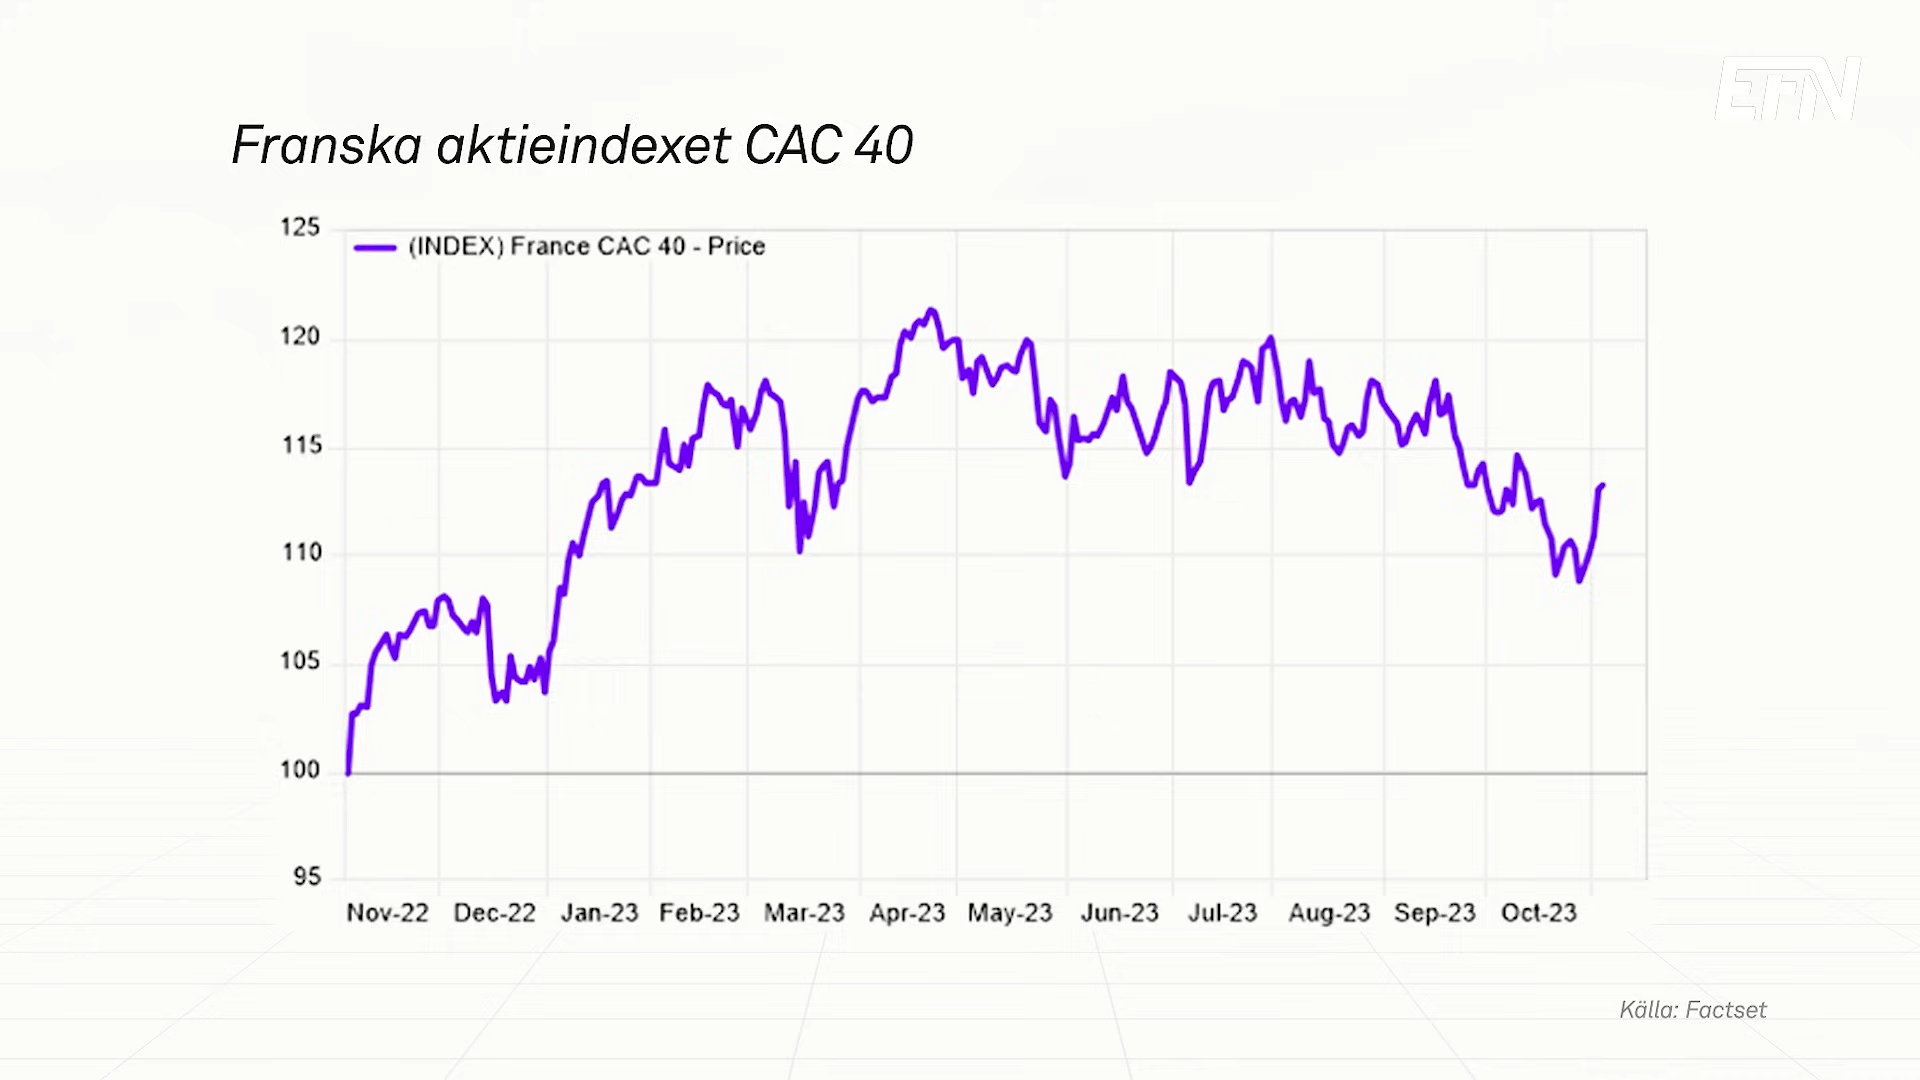 EFN
Franska aktieindexet CAC 40
125
(INDEX) France CAC 40 - Price
120
115
110
105
100
95
Nov-22 Dec-22 Jan-23 Feb-23 Mar-23 Apr-23 May-23 Jun-23 Jul-23 Aug-23 Sep-23 Oct-23
Källa: Factset